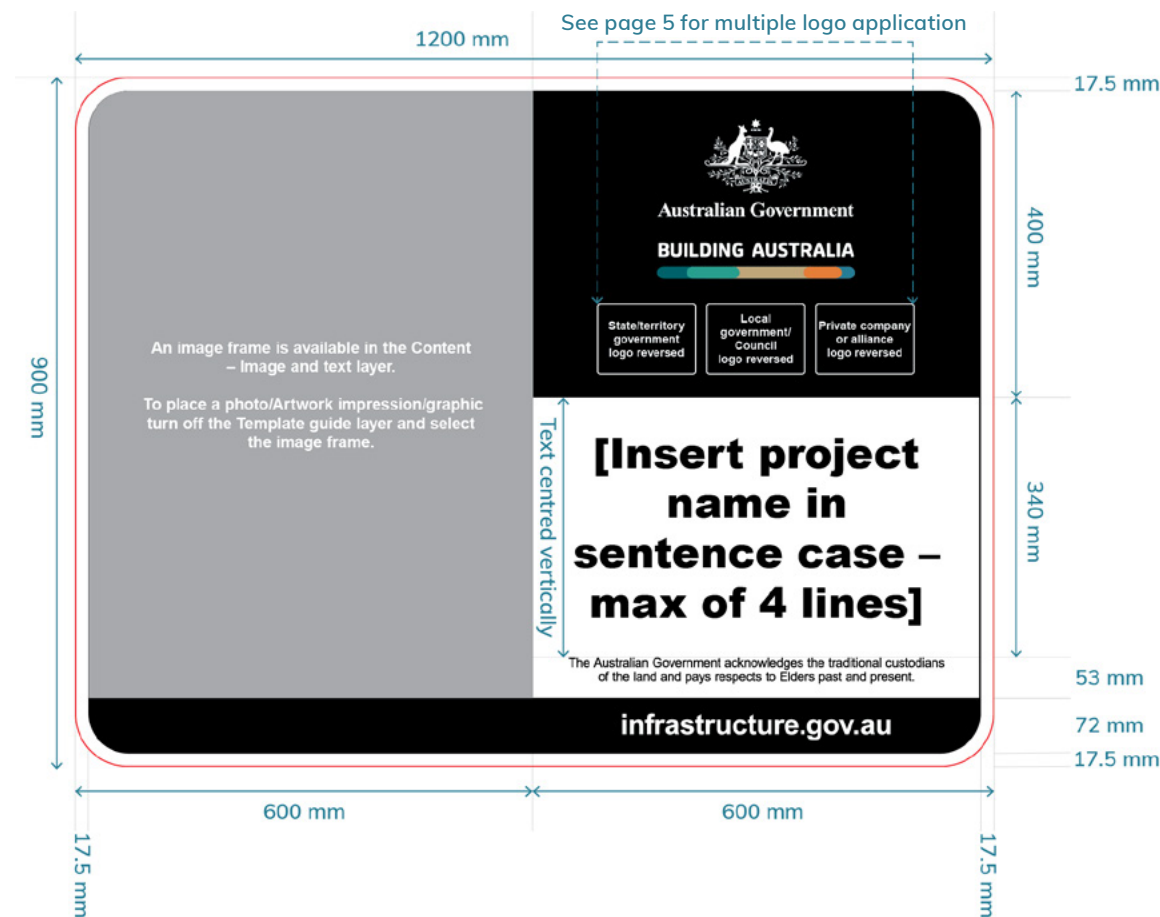 See page 5 for multiple logo application
1200 mm
17.5 mm
Australian Government
BUILDING AUSTRALIA
400 mm
State/territory
government
logo reversed
Local
government/
Council
logo reversed
Private company
or alliance
logo reversed
An image frame is available in the Content
– Image and text layer.
To place a photo/Artwork impression/graphic
turn off the Template guide layer and select
the image frame.
900 mm
Text centred vertically
[Insert project
name in
sentence case –
max of 4 lines]
340 mm
The Australian Government acknowledges the traditional custodians
of the land and pays respects to Elders past and present.
53 mm
infrastructure.gov.au
72 mm
17.5 mm
600 mm
600 mm
17.5 mm
17.5 mm